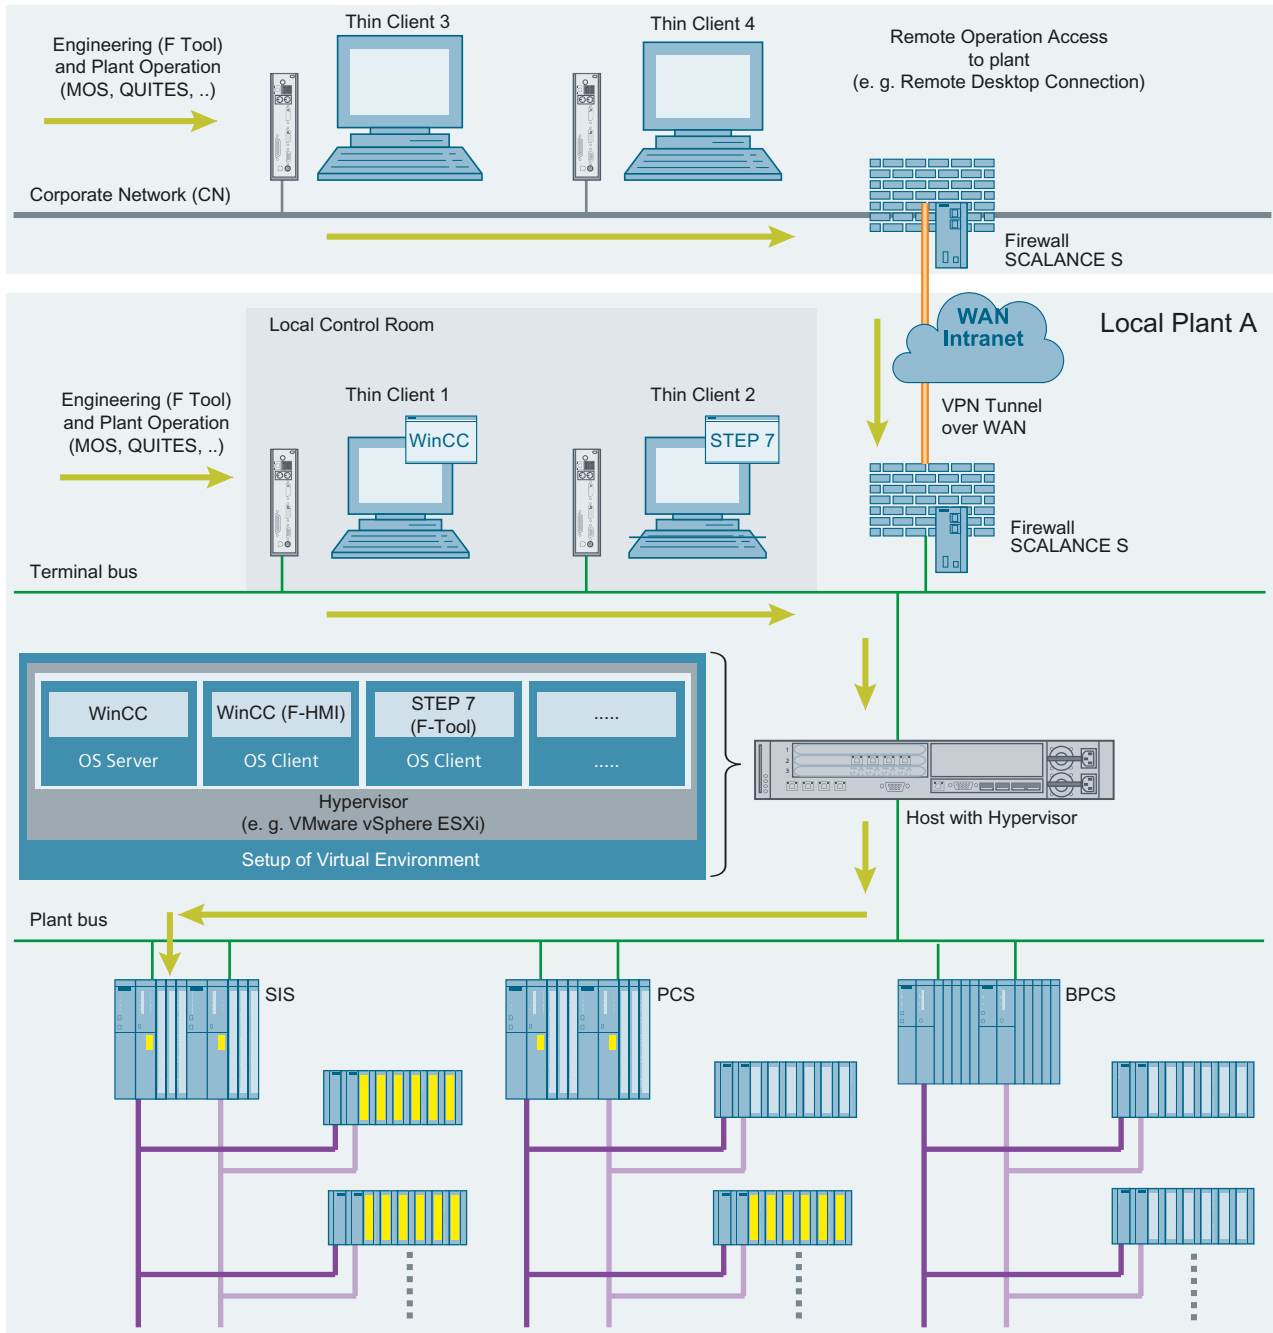 Thin Client 3
Thin Client 4
Engineering (F Tool)
and Plant Operation
(MOS, QUITES, ..)
Remote Operation Access
to plant
(e. g. Remote Desktop Connection)
Corporate Network (CN)
Firewall
SCALANCE S
Local Control Room
WAN
Intranet
Local Plant A
Engineering (F Tool)
and Plant Operation
(MOS, QUITES, ..)
Thin Client 1
Thin Client 2
VPN Tunnel
over WAN
WinCC
STEP 7
Firewall
SCALANCE S
Terminal bus
WinCC
OS Server
WinCC (F-HMI)
OS Client
STEP 7
(F-Tool)
OS Client
.....
.....
Hypervisor
(e. g. VMware vSphere ESXi)
Setup of Virtual Environment
1
2
3
Host with Hypervisor
Plant bus
SIS
PCS
BPCS